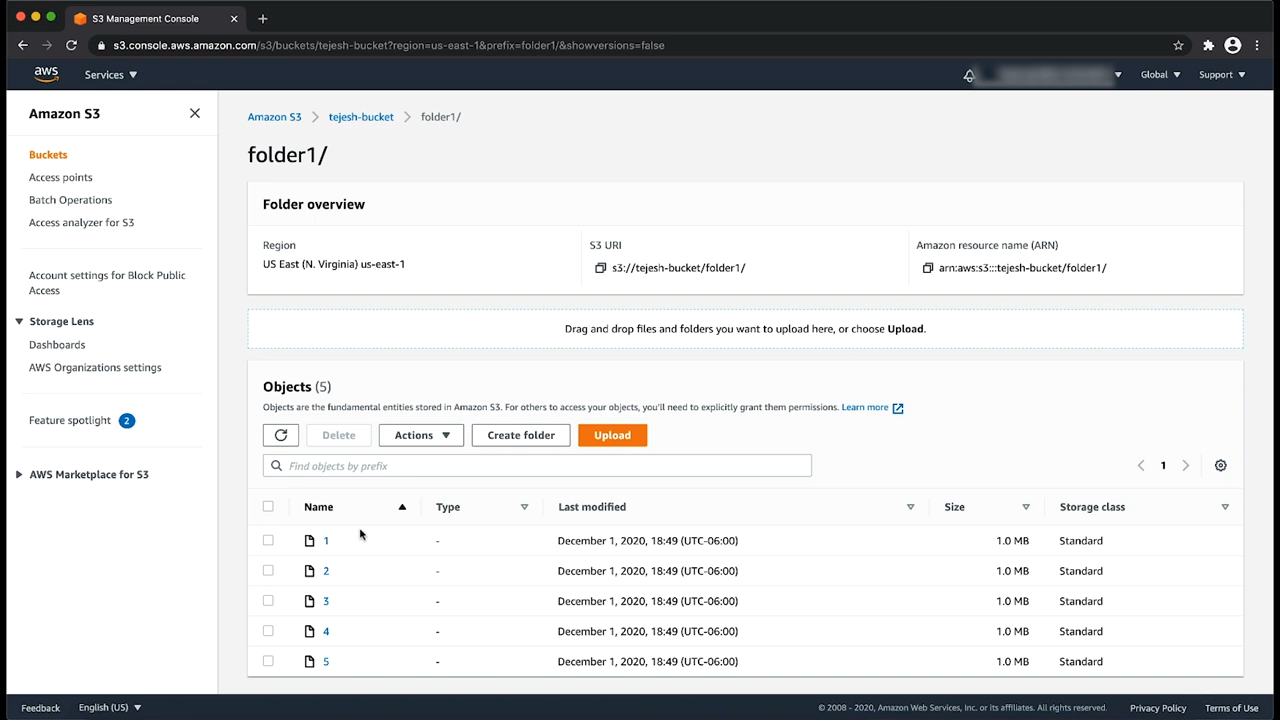 S3 Management Console
s3.console.aws.amazon.com/s3/buckets/tejesh-bucket?region=us-east-1&prefix=folder1/&showversions=false
aws
Services
Global
Support
Amazon S3
Buckets
Access points
Batch Operations
Access analyzer for S3
Account settings for Block Public
Access
Storage Lens
Dashboards
AWS Organizations settings
Feature spotlight 2
AWS Marketplace for S3
Amazon S3 > tejesh-bucket > folder1/
folder1/
Folder overview
Region
US East (N. Virginia) us-east-1
S3 URI
s3://tejesh-bucket/folder1/
Amazon resource name (ARN)
arn:aws:s3:::tejesh-bucket/folder1/
Drag and drop files and folders you want to upload here, or choose Upload.
Objects (5)
Objects are the fundamental entities stored in Amazon S3. For others to access your objects, you'll need to explicitly grant them permissions. Learn more
Delete Actions Create folder Upload
Find objects by prefix
1
Name Type Last modified Size Storage class
1 - December 1, 2020, 18:49 (UTC-06:00) 1.0 MB Standard
2 - December 1, 2020, 18:49 (UTC-06:00) 1.0 MB Standard
3 - December 1, 2020, 18:49 (UTC-06:00) 1.0 MB Standard
4 - December 1, 2020, 18:49 (UTC-06:00) 1.0 MB Standard
5 - December 1, 2020, 18:49 (UTC-06:00) 1.0 MB Standard
Feedback English (US) © 2008 - 2020, Amazon Web Services, Inc. or its affiliates. All rights reserved. Privacy Policy Terms of Use